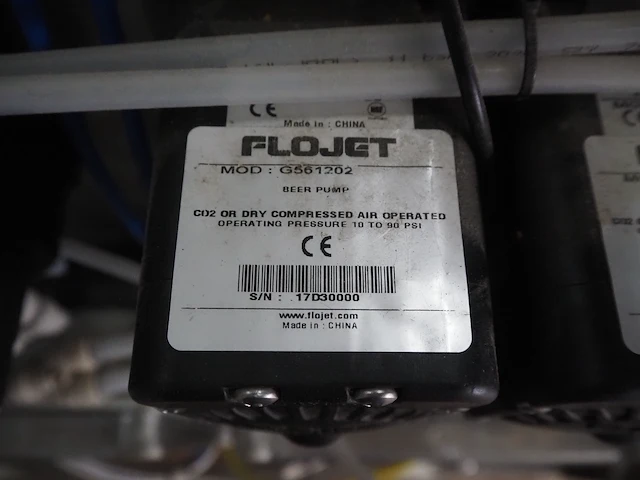 CE
Made in : CHINA
FLOJET
MOD : G561202
BEER PUMP
CO2 OR DRY COMPRESSED AIR OPERATED
OPERATING PRESSURE 10 TO 90 PSI
CE
S/N : 17D30000
www.flojet.com
Made in : CHINA